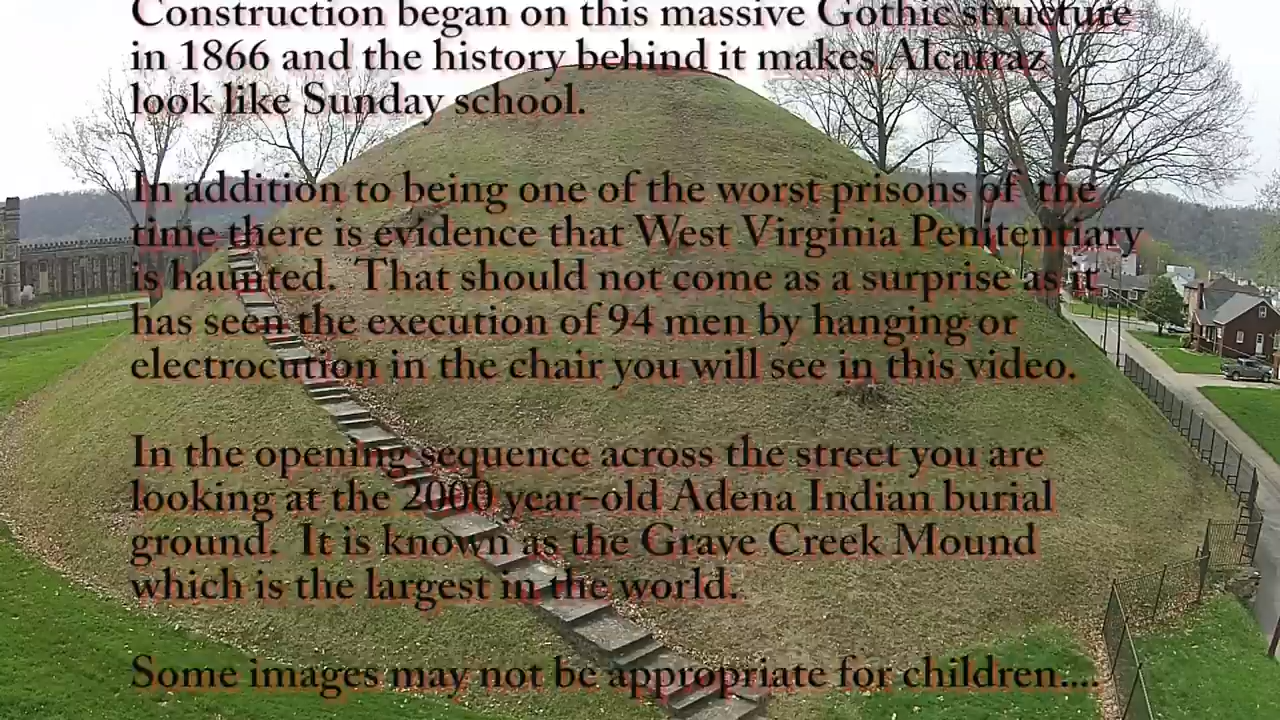 Construction began on this massive Gothic structure
in 1866 and the history behind it makes Alcatraz
look like Sunday school.
In addition to being one of the worst prisons of the
time there is evidence that West Virginia Penitentiary
is haunted. That should not come as a surprise as it
has seen the execution of 94 men by hanging or
electrocution in the chair you will see in this video.
In the opening sequence across the street you are
looking at the 2000 year-old Adena Indian burial
ground. It is known as the Grave Creek Mound
which is the largest in the world.
Some images may not be appropriate for children....